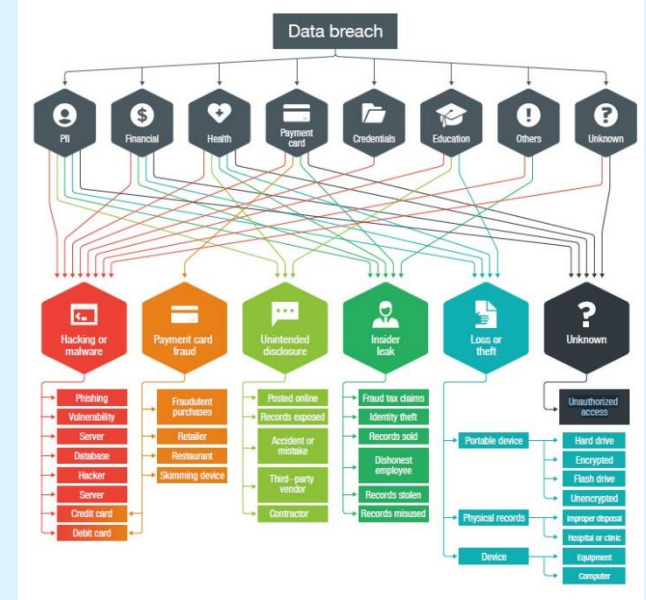 Data breach
PII
Financial
Health
Payment
card
Credentials
Education
Others
Unknown
Hacking or
malware
Payment card
fraud
Unintended
disclosure
Insider
leak
Loss or
theft
Unknown
Phishing
Vulnerability
Server
Database
Hacker
Server
Credit card
Debit card
Fraudulent
purchases
Retailer
Restaurant
Skimming device
Posted online
Records exposed
Accident or
mistake
Third-party
vendor
Contractor
Fraud tax claims
Identity theft
Records sold
Dishonest
employee
Records stolen
Records misused
Portable device
Physical records
Device
Unauthorized
access
Hard drive
Encrypted
Flash drive
Unencrypted
Improper disposal
Hospital or clinic
Equipment
Computer